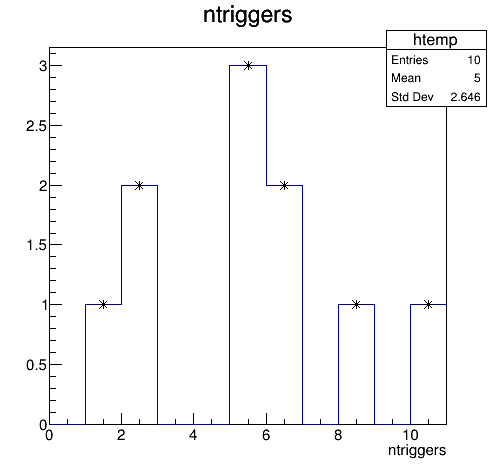 ntriggers
htemp
Entries 10
Mean 5
Std Dev 2.646
3
2.5
2
1.5
1
0.5
0
0 2 4 6 8 10
ntriggers